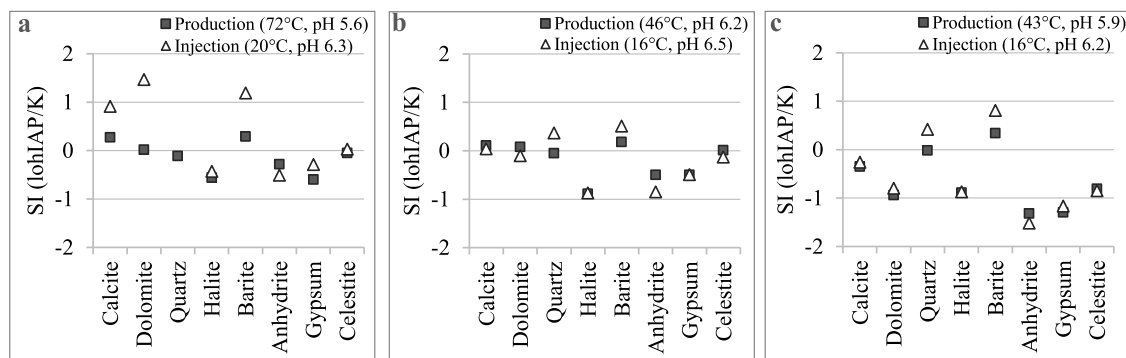 a
Production (72°C, pH 5.6)
Injection (20°C, pH 6.3)
SI (lohIAP/K)
2
1
0
-1
-2
Calcite
Dolomite
Quartz
Halite
Barite
Anhydrite
Gypsum
Celestite
b
Production (46°C, pH 6.2)
Injection (16°C, pH 6.5)
SI (lohIAP/K)
2
1
0
-1
-2
Calcite
Dolomite
Quartz
Halite
Barite
Anhydrite
Gypsum
Celestite
c
Production (43°C, pH 5.9)
Injection (16°C, pH 6.2)
SI (lohIAP/K)
2
1
0
-1
-2
Calcite
Dolomite
Quartz
Halite
Barite
Anhydrite
Gypsum
Celestite